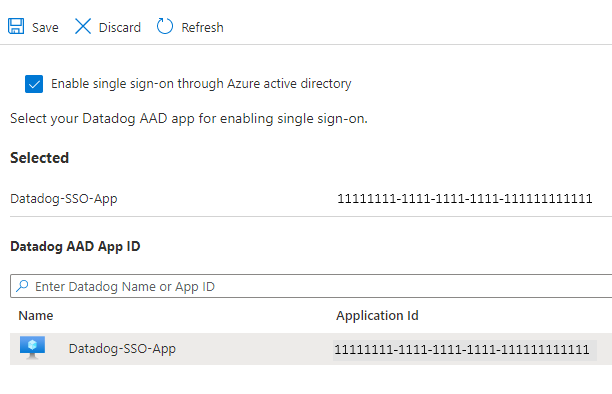 Save Discard Refresh
Enable single sign-on through Azure active directory
Select your Datadog AAD app for enabling single sign-on.
Selected
Datadog-SSO-App 11111111-1111-1111-1111-111111111111
Datadog AAD App ID
Enter Datadog Name or App ID
Name Application Id
Datadog-SSO-App 11111111-1111-1111-1111-111111111111